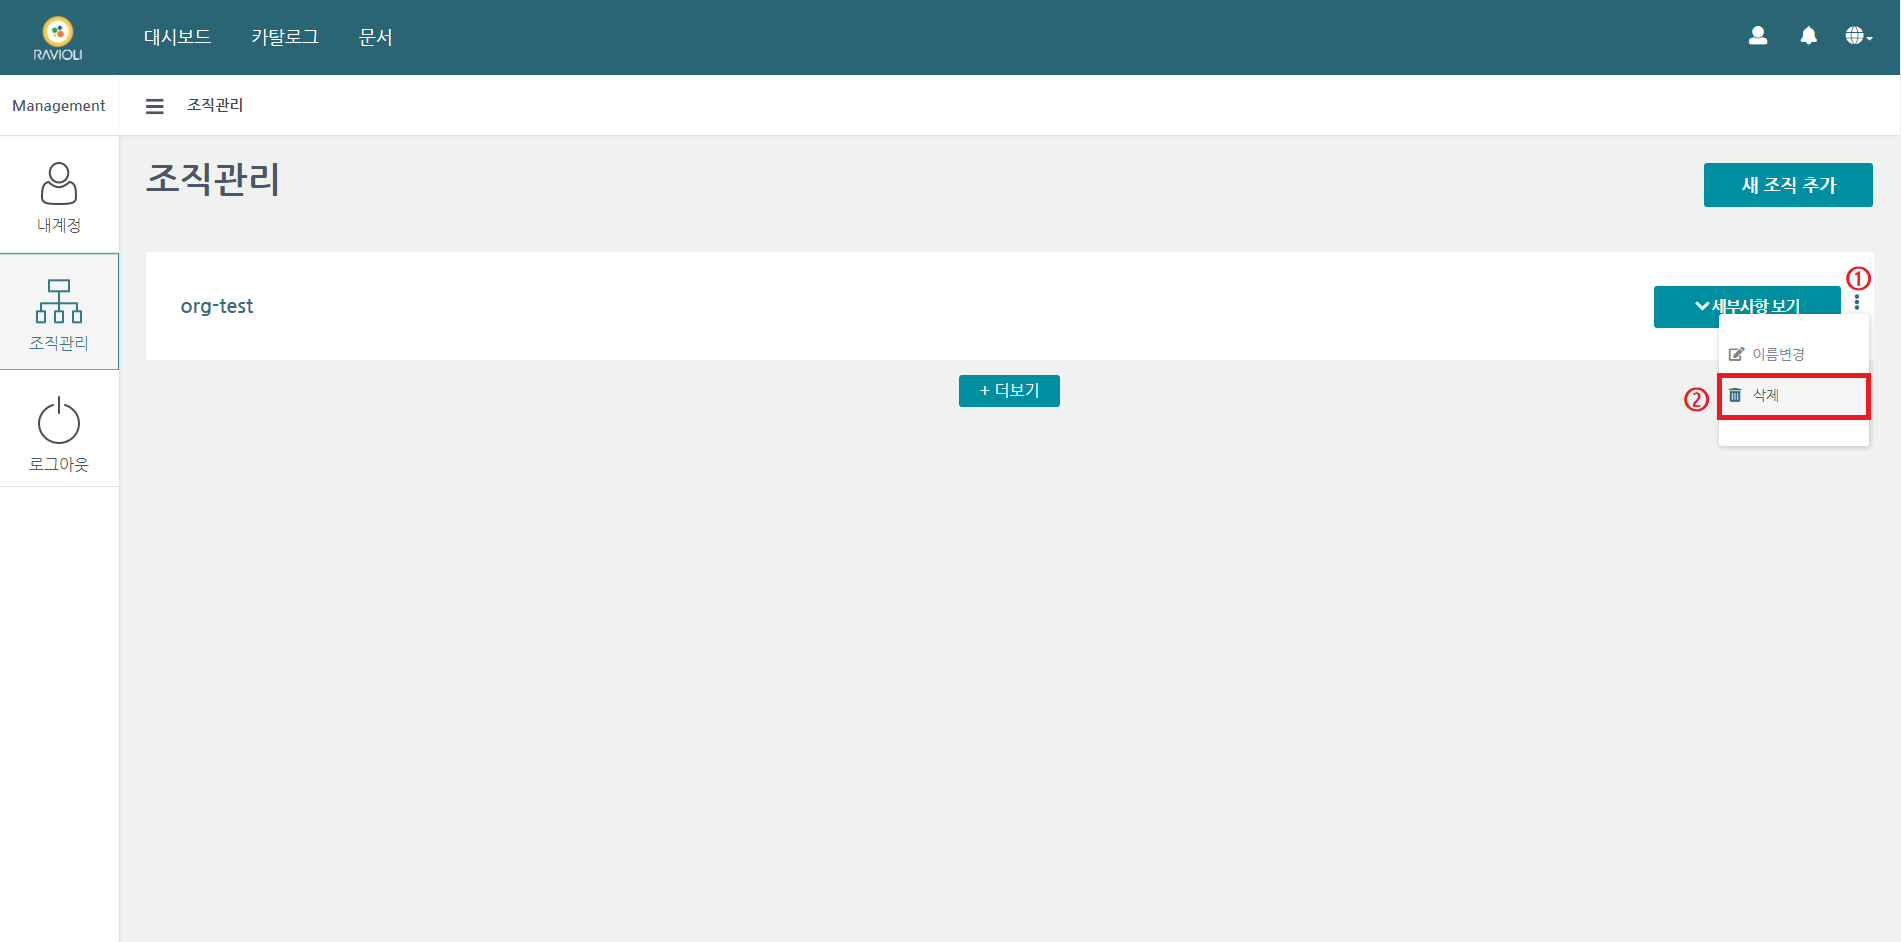 RAVIOLI
대시보드 카탈로그 문서
Management
조직관리
내계정
조직관리
로그아웃
조직관리
새 조직 추가
org-test
①
세부사항 보기
이름변경
②
삭제
+ 더보기